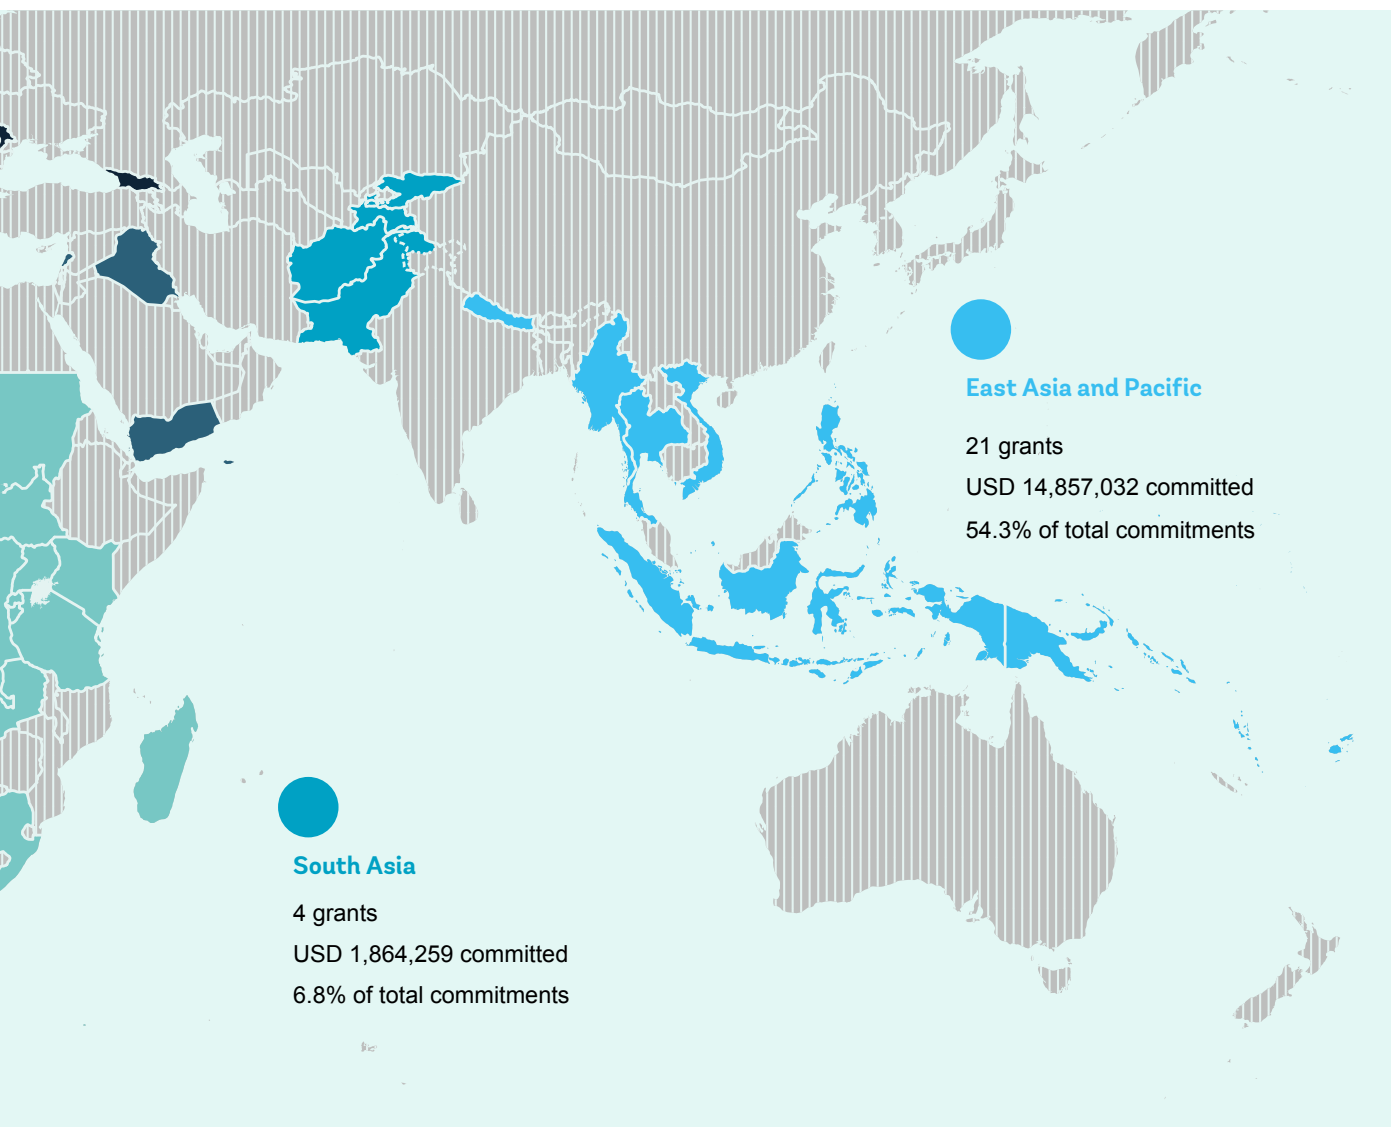 East Asia and Pacific
21 grants
USD 14,857,032 committed
54.3% of total commitments
South Asia
4 grants
USD 1,864,259 committed
6.8% of total commitments